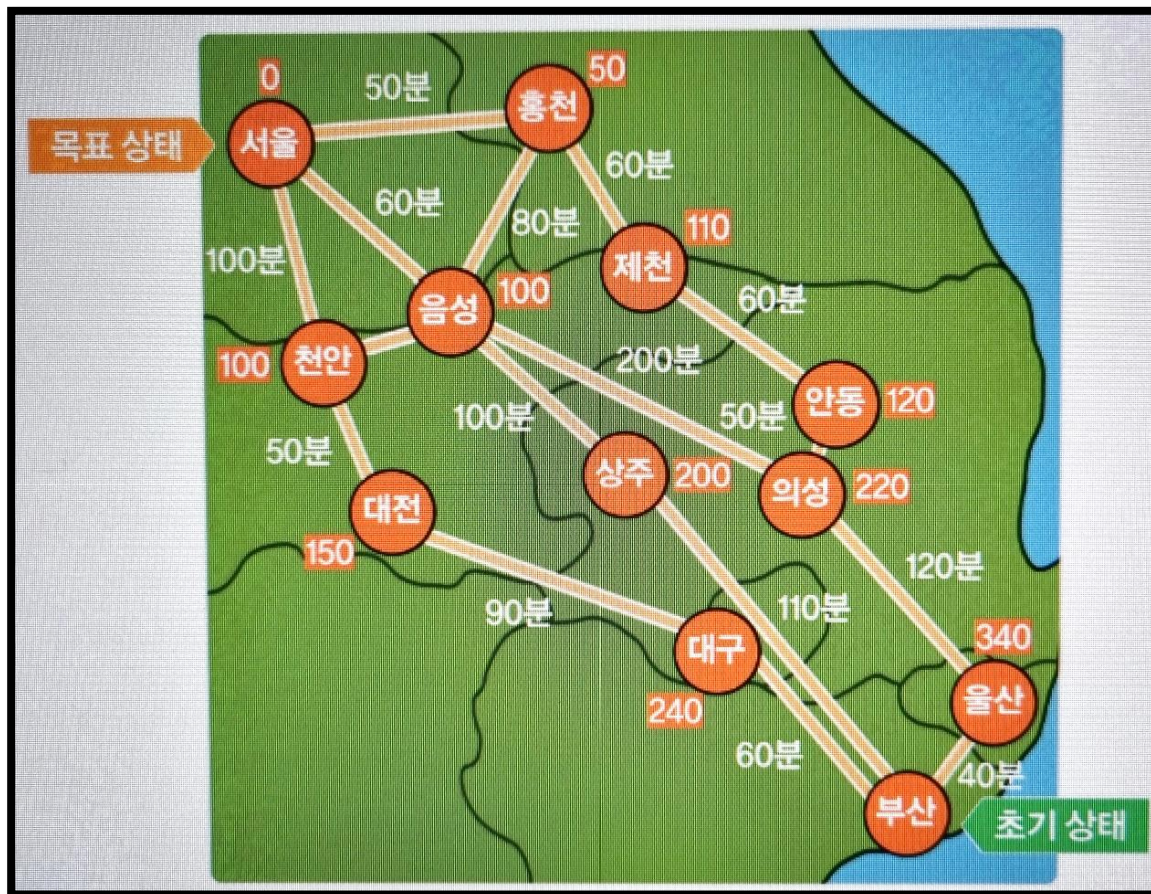 0
50분
50
홍천
목표 상태
서울
60분
60분
80분
110
100분
제천
음성
100
60분
100
천안
200분
100분
50분
안동
120
50분
상주
200
의성
220
대전
150
120분
90분
110분
대구
340
240
울산
60분
40분
부산
초기 상태